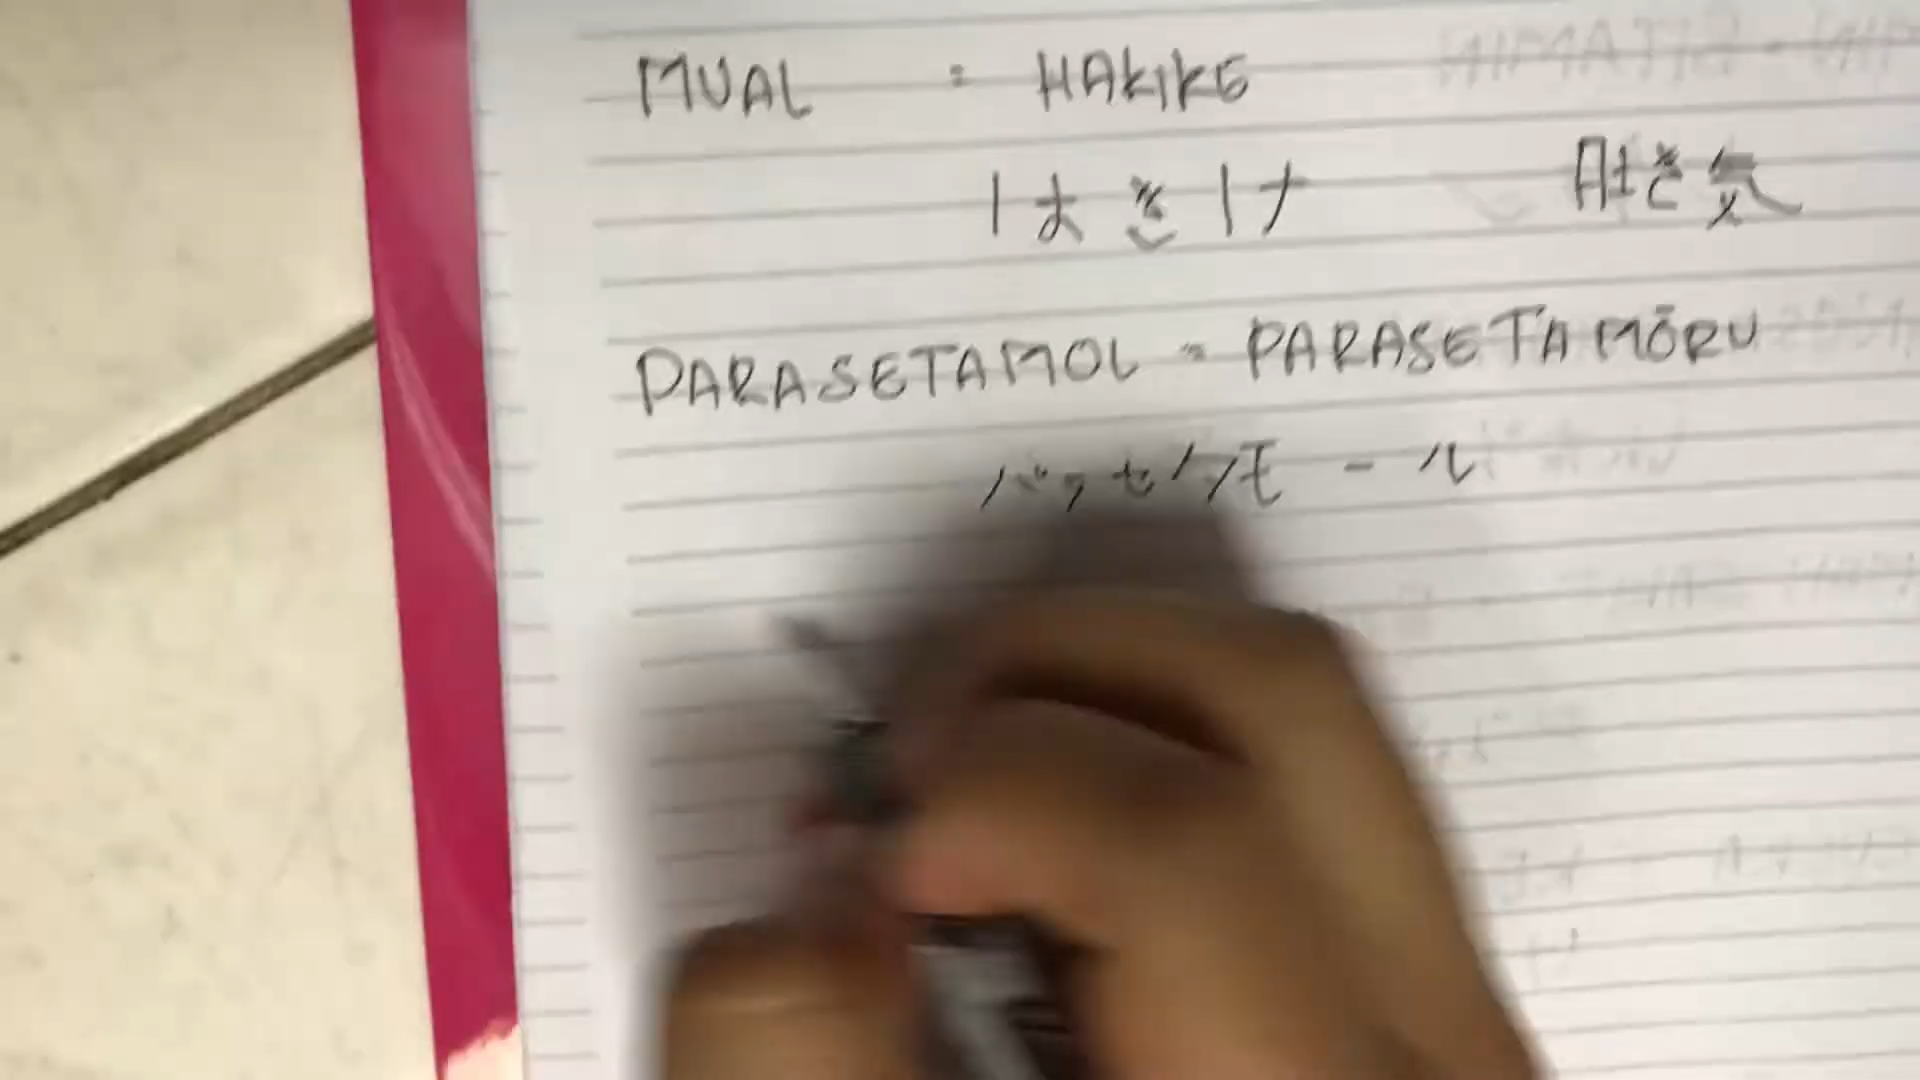 MUAL = HAKIKE
はきけ 吐き気
PARASETAMOL = PARASETAMŌRU
パラセタモール